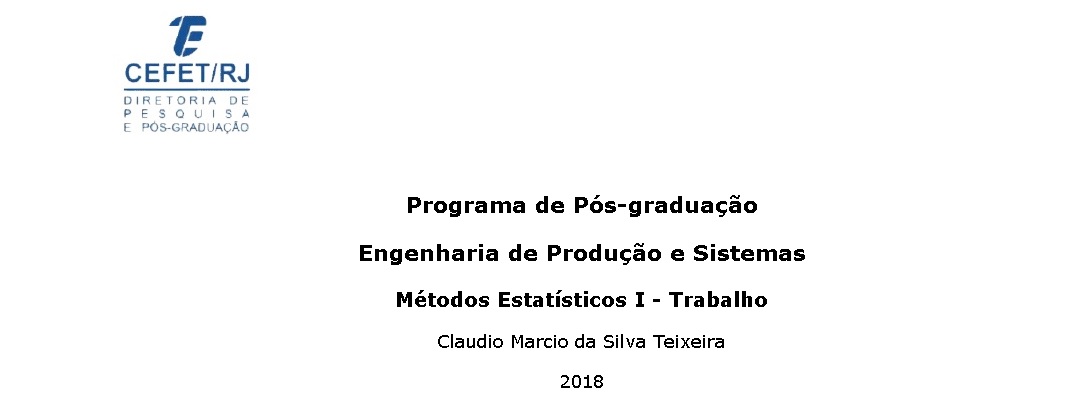 CEFET/RJ
DIRETORIA DE
PESQUISA
E PÓS-GRADUAÇÃO
Programa de Pós-graduação
Engenharia de Produção e Sistemas
Métodos Estatísticos I - Trabalho
Claudio Marcio da Silva Teixeira
2018